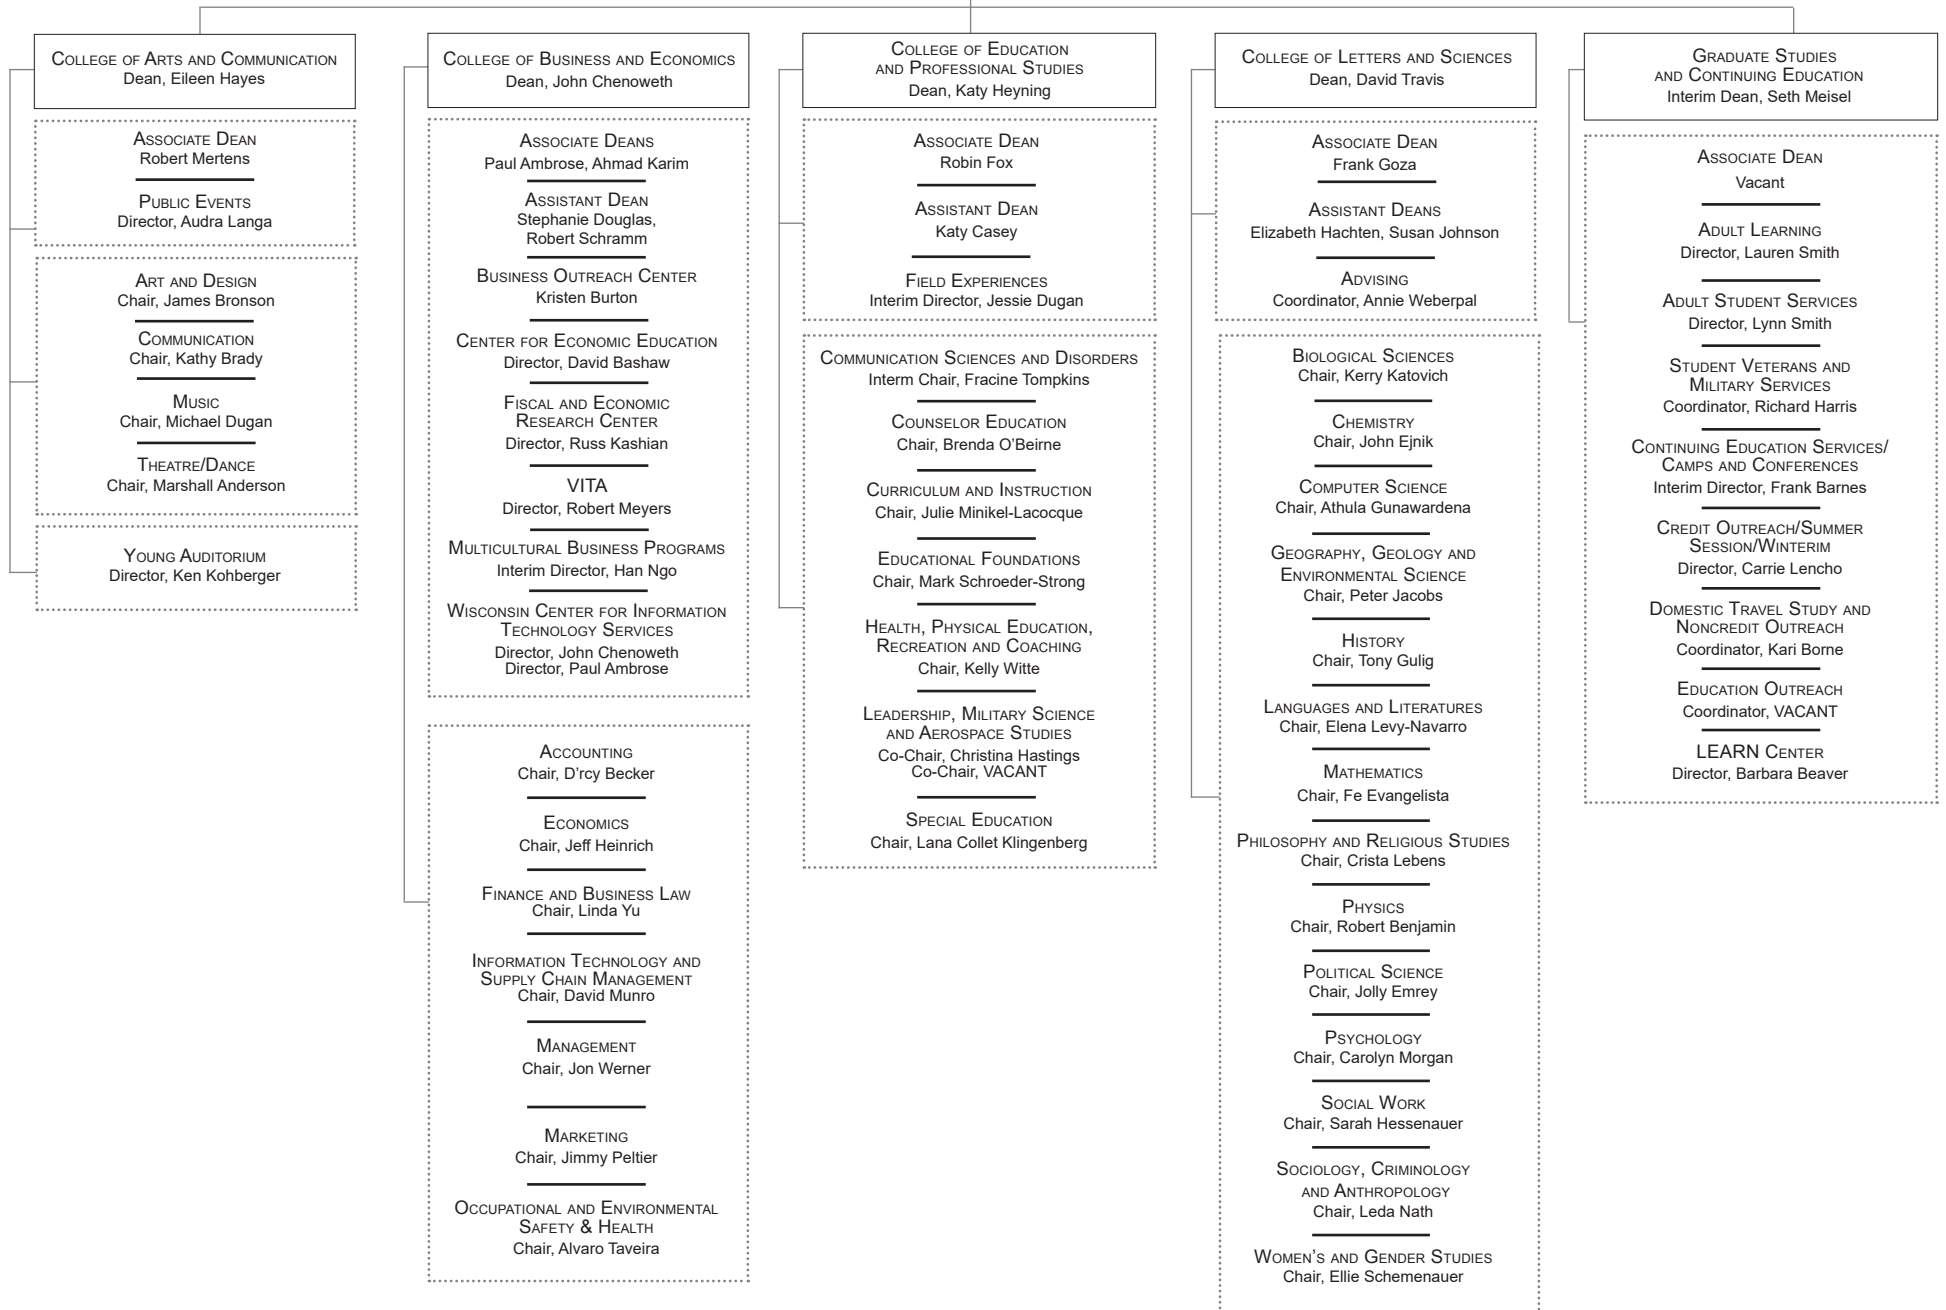 College of Arts and Communication
Dean, Eileen Hayes
Associate Dean
Robert Mertens
Public Events
Director, Audra Langa
Art and Design
Chair, James Bronson
Communication
Chair, Kathy Brady
Music
Chair, Michael Dugan
Theatre/Dance
Chair, Marshall Anderson
Young Auditorium
Director, Ken Kohberger
College of Business and Economics
Dean, John Chenoweth
Associate Deans
Paul Ambrose, Ahmad Karim
Assistant Dean
Stephanie Douglas,
Robert Schramm
Business Outreach Center
Kristen Burton
Center for Economic Education
Director, David Bashaw
Fiscal and Economic
Research Center
Director, Russ Kashian
VITA
Director, Robert Meyers
Multicultural Business Programs
Interim Director, Han Ngo
Wisconsin Center for Information
Technology Services
Director, John Chenoweth
Director, Paul Ambrose
Accounting
Chair, D'rcy Becker
Economics
Chair, Jeff Heinrich
Finance and Business Law
Chair, Linda Yu
Information Technology and
Supply Chain Management
Chair, David Munro
Management
Chair, Jon Werner
Marketing
Chair, Jimmy Peltier
Occupational and Environmental
Safety & Health
Chair, Alvaro Taveira
College of Education
and Professional Studies
Dean, Katy Heyning
Associate Dean
Robin Fox
Assistant Dean
Katy Casey
Field Experiences
Interim Director, Jessie Dugan
Communication Sciences and Disorders
Interm Chair, Fracine Tompkins
Counselor Education
Chair, Brenda O'Beirne
Curriculum and Instruction
Chair, Julie Minikel-Lacocque
Educational Foundations
Chair, Mark Schroeder-Strong
Health, Physical Education,
Recreation and Coaching
Chair, Kelly Witte
Leadership, Military Science
and Aerospace Studies
Co-Chair, Christina Hastings
Co-Chair, VACANT
Special Education
Chair, Lana Collet Klingenberg
College of Letters and Sciences
Dean, David Travis
Associate Dean
Frank Goza
Assistant Deans
Elizabeth Hachten, Susan Johnson
Advising
Coordinator, Annie Weberpal
Biological Sciences
Chair, Kerry Katovich
Chemistry
Chair, John Ejnik
Computer Science
Chair, Athula Gunawardena
Geography, Geology and
Environmental Science
Chair, Peter Jacobs
History
Chair, Tony Gulig
Languages and Literatures
Chair, Elena Levy-Navarro
Mathematics
Chair, Fe Evangelista
Philosophy and Religious Studies
Chair, Crista Lebens
Physics
Chair, Robert Benjamin
Political Science
Chair, Jolly Emrey
Psychology
Chair, Carolyn Morgan
Social Work
Chair, Sarah Hessenauer
Sociology, Criminology
and Anthropology
Chair, Leda Nath
Women's and Gender Studies
Chair, Ellie Schemenauer
Graduate Studies
and Continuing Education
Interim Dean, Seth Meisel
Associate Dean
Vacant
Adult Learning
Director, Lauren Smith
Adult Student Services
Director, Lynn Smith
Student Veterans and
Military Services
Coordinator, Richard Harris
Continuing Education Services/
Camps and Conferences
Interim Director, Frank Barnes
Credit Outreach/Summer
Session/Winterim
Director, Carrie Lencho
Domestic Travel Study and
Noncredit Outreach
Coordinator, Kari Borne
Education Outreach
Coordinator, VACANT
LEARN Center
Director, Barbara Beaver